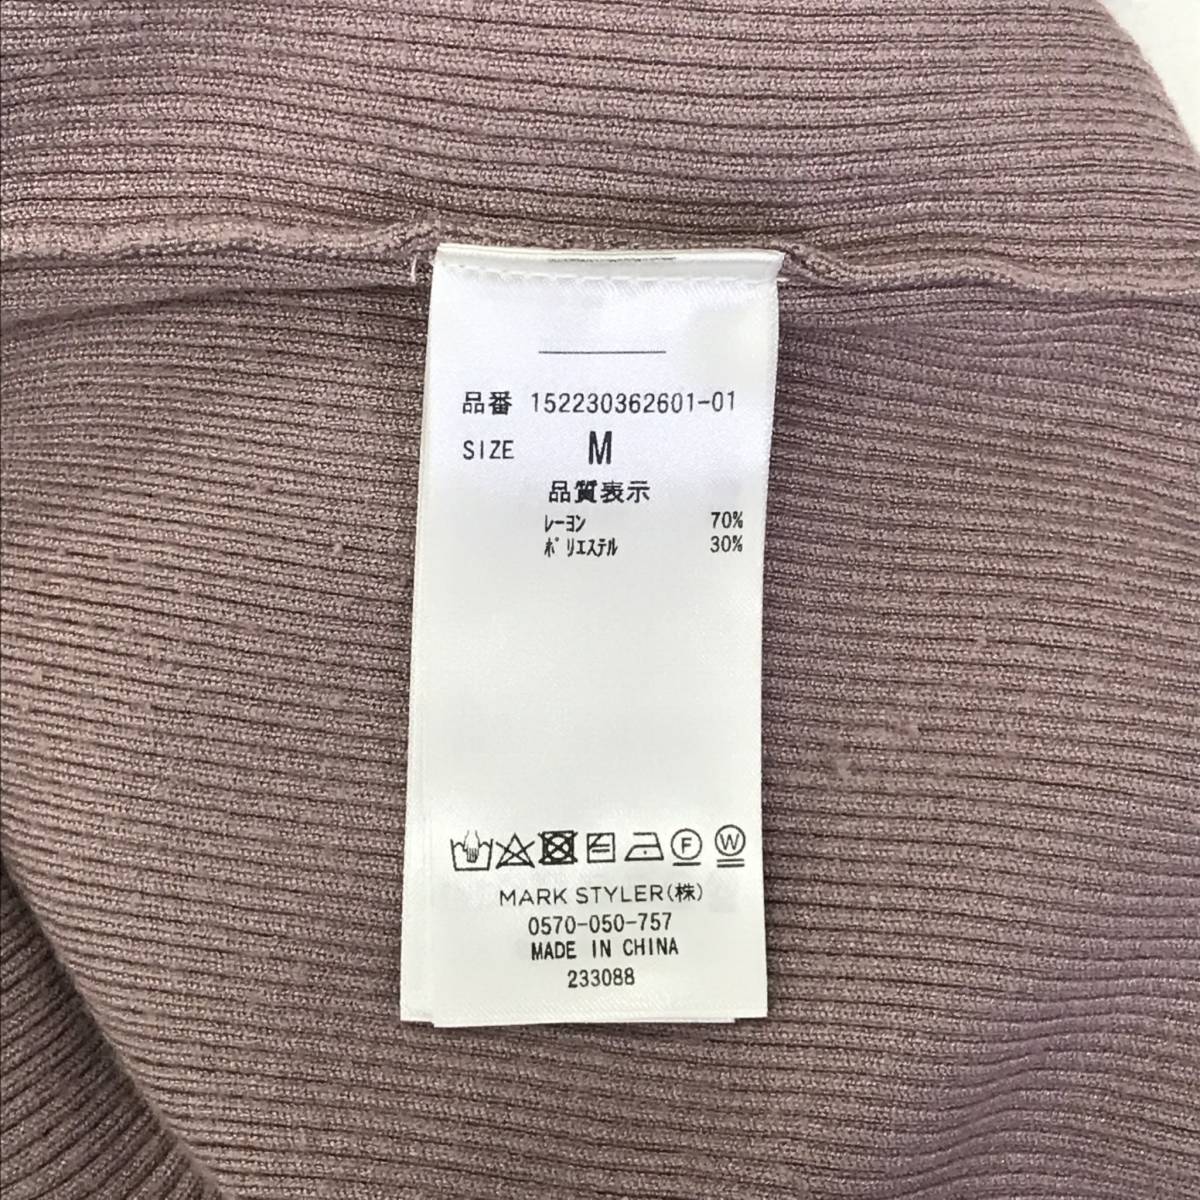 品番 152230362601-01
SIZE M
品質表示
レーヨン 70%
ポリエステル 30%
F W
MARK STYLER(株)
0570-050-757
MADE IN CHINA
233088